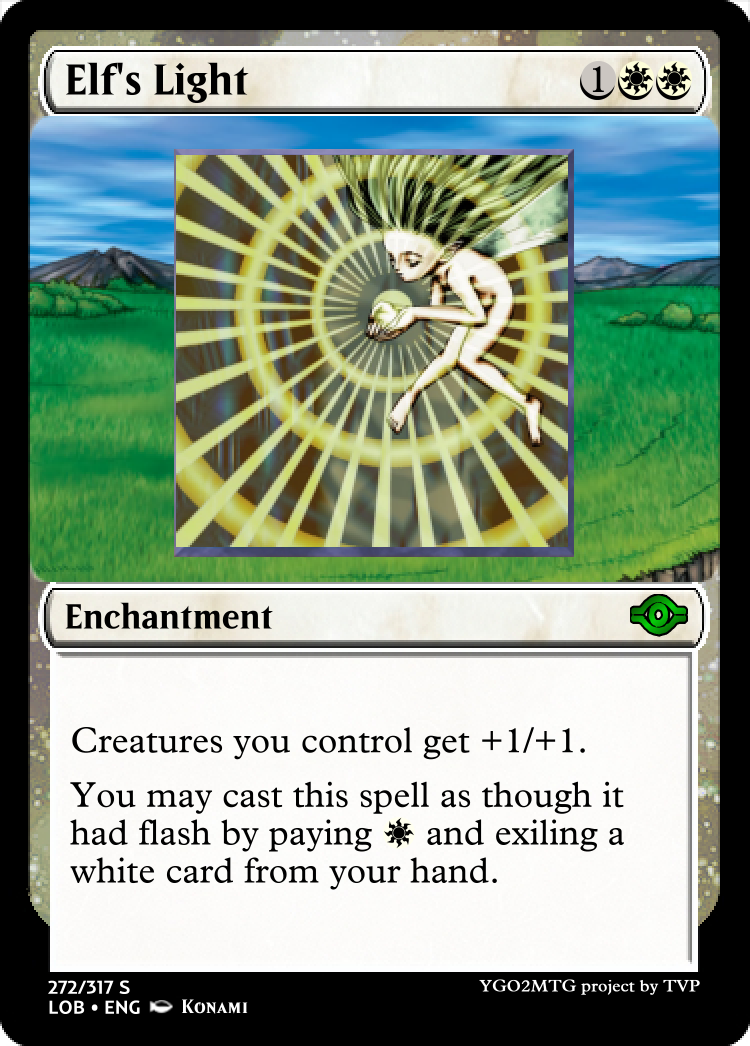 Elf's Light 1
Enchantment
Creatures you control get +1/+1.
You may cast this spell as though it
had flash by paying and exiling a
white card from your hand.
272/317 S YGO2MTG project by TVP
LOB • ENG KONAMI